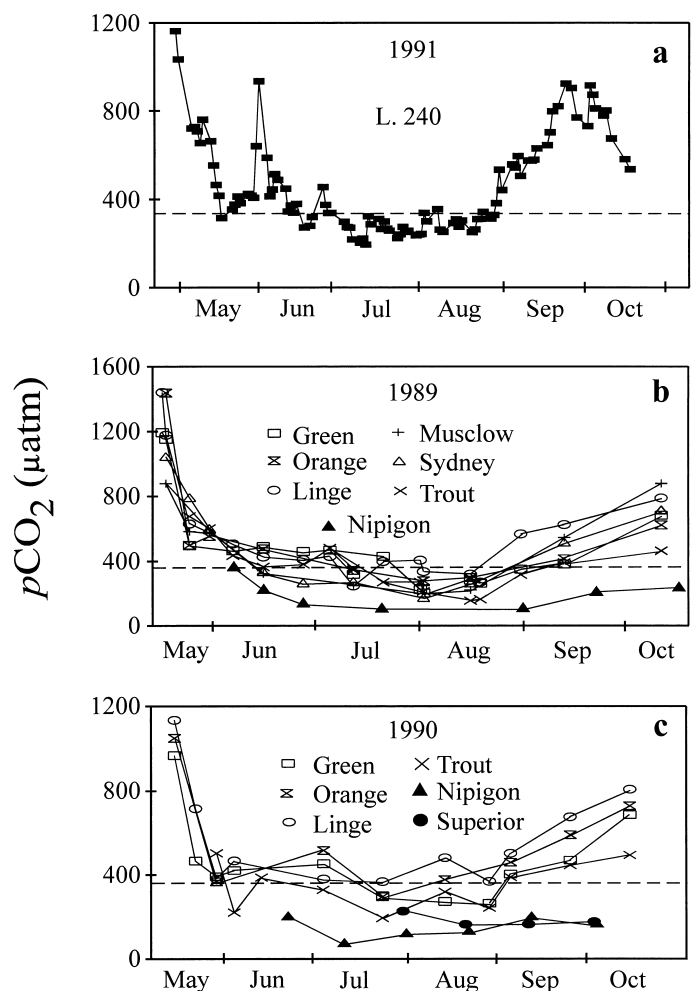 pCO2 (µatm)
1200
800
400
0
1991
a
L. 240
May Jun Jul Aug Sep Oct
1600
1200
800
400
0
1989
b
Green Musclow
Orange Sydney
Linge Trout
Nipigon
May Jun Jul Aug Sep Oct
1200
800
400
0
1990
c
Green Trout
Orange Nipigon
Linge Superior
May Jun Jul Aug Sep Oct